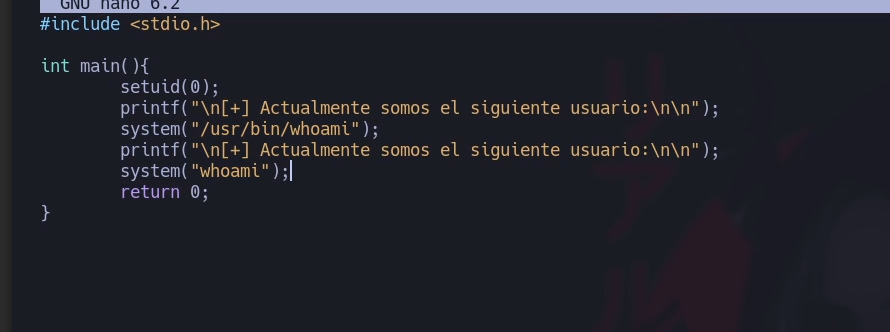 GNU nano 6.2
#include <stdio.h>
int main(){
setuid(0);
printf("\n[+] Actualmente somos el siguiente usuario:\n\n");
system("/usr/bin/whoami");
printf("\n[+] Actualmente somos el siguiente usuario:\n\n");
system("whoami");
return 0;
}